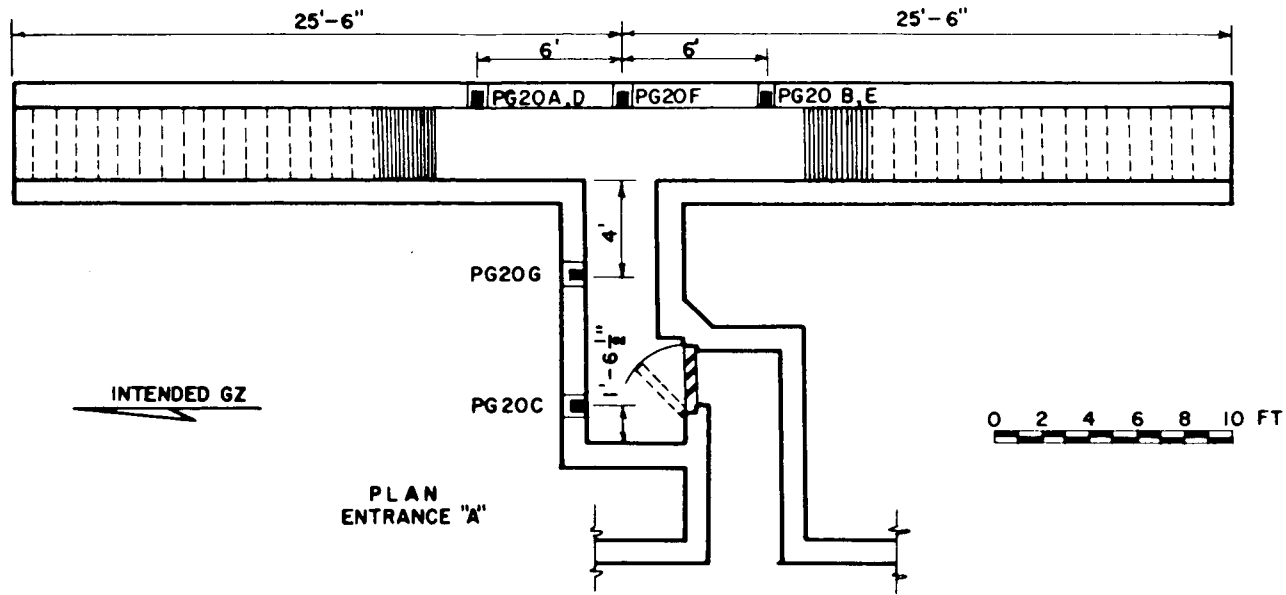 25'-6"
25'-6"
6'
6'
PG20A,D
PG20F
PG20 B,E
4'
PG20G
1'-6 1/2"
INTENDED GZ
PG20C
0 2 4 6 8 10 FT
PLAN
ENTRANCE "A"